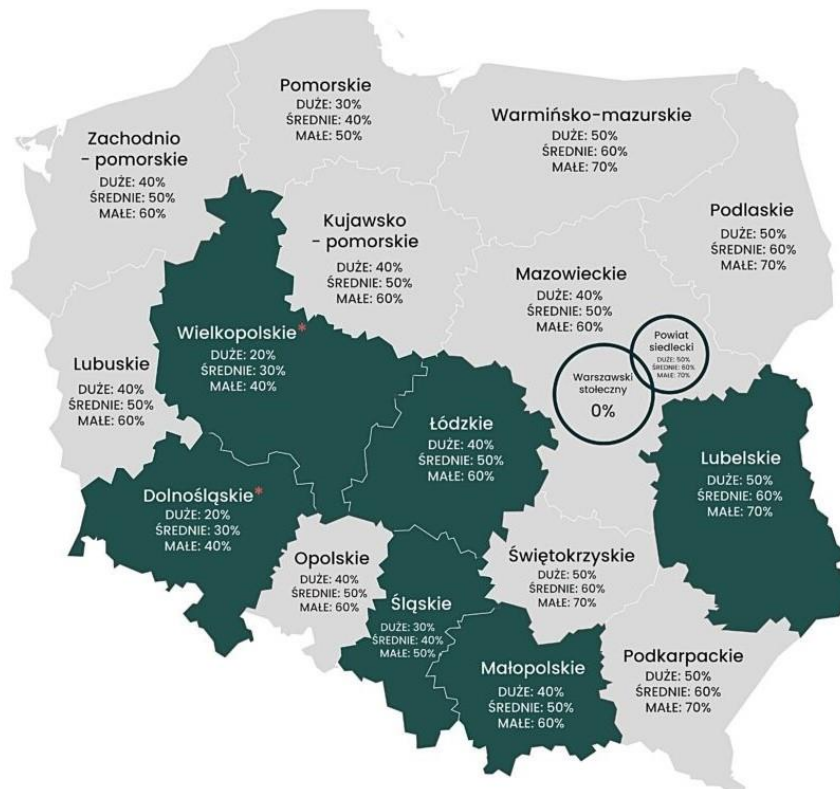 Pomorskie
DUŻE: 30%
ŚREDNIE: 40%
MAŁE: 50%
Warmińsko-mazurskie
DUŻE: 50%
ŚREDNIE: 60%
MAŁE: 70%
Zachodnio
- pomorskie
DUŻE: 40%
ŚREDNIE: 50%
MAŁE: 60%
Podlaskie
DUŻE: 50%
ŚREDNIE: 60%
MAŁE: 70%
Kujawsko
- pomorskie
DUŻE: 40%
ŚREDNIE: 50%
MAŁE: 60%
Mazowieckie
DUŻE: 40%
ŚREDNIE: 50%
MAŁE: 60%
Wielkopolskie*
DUŻE: 20%
ŚREDNIE: 30%
MAŁE: 40%
Powiat
siedlecki
DUŻE: 50%
ŚREDNIE: 60%
MAŁE: 70%
Lubuskie
DUŻE: 40%
ŚREDNIE: 50%
MAŁE: 60%
Warszawski
stołeczny
0%
Łódzkie
DUŻE: 40%
ŚREDNIE: 50%
MAŁE: 60%
Lubelskie
DUŻE: 50%
ŚREDNIE: 60%
MAŁE: 70%
Dolnośląskie*
DUŻE: 20%
ŚREDNIE: 30%
MAŁE: 40%
Opolskie
DUŻE: 40%
ŚREDNIE: 50%
MAŁE: 60%
Świętokrzyskie
DUŻE: 50%
ŚREDNIE: 60%
MAŁE: 70%
Śląskie
DUŻE: 30%
ŚREDNIE: 40%
MAŁE: 50%
Małopolskie
DUŻE: 40%
ŚREDNIE: 50%
MAŁE: 60%
Podkarpackie
DUŻE: 50%
ŚREDNIE: 60%
MAŁE: 70%